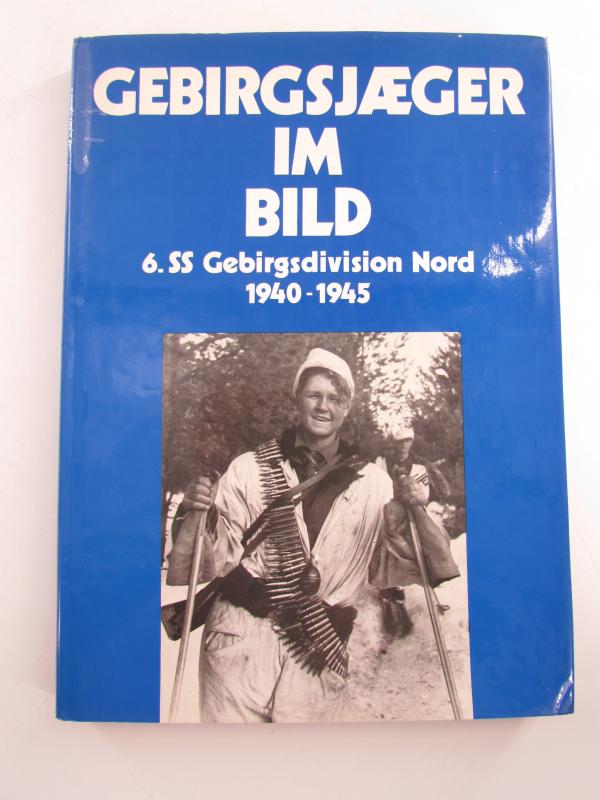 GEBIRGSJÆGER
IM
BILD
6. SS Gebirgsdivision Nord
1940-1945